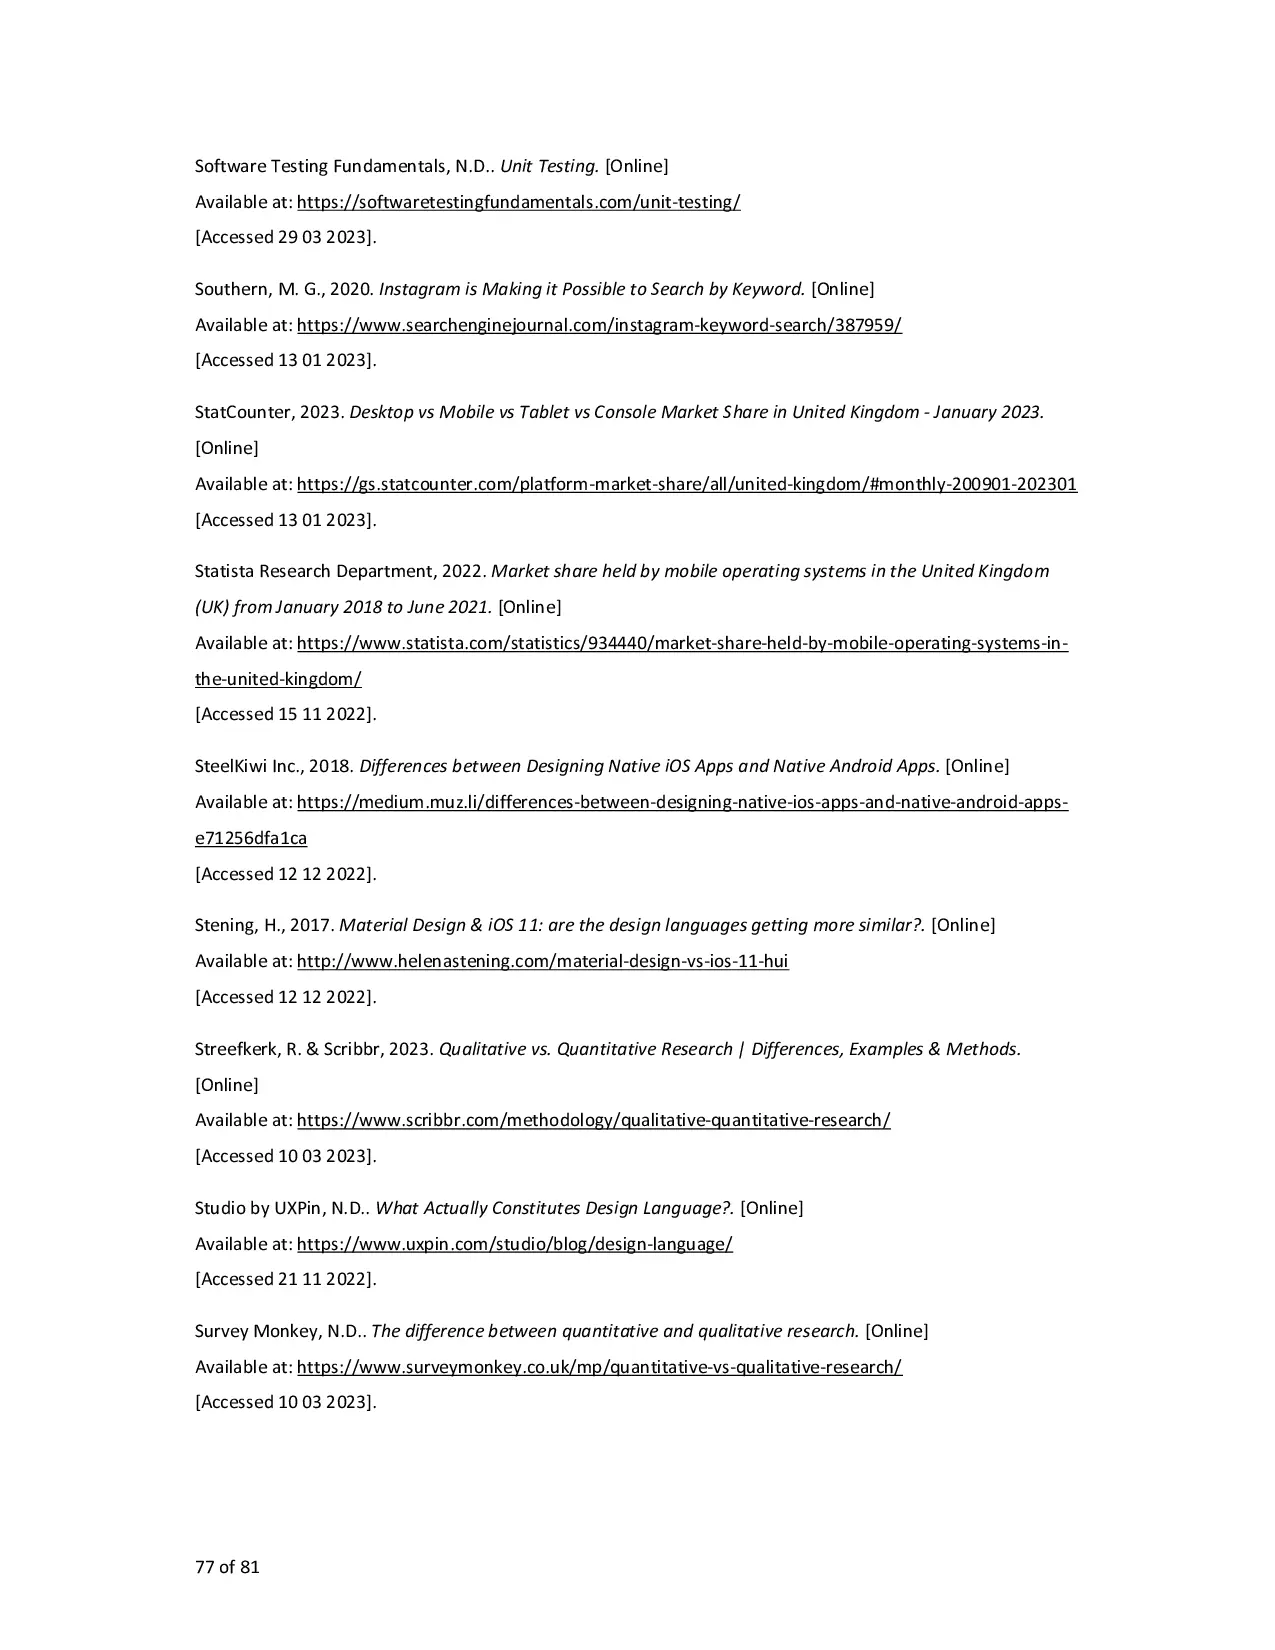 Software Testing Fundamentals, N.D.. Unit Testing. [Online]
Available at: https://softwaretestingfundamentals.com/unit-testing/
[Accessed 29 03 2023].
Southern, M. G., 2020. Instagram is Making it Possible to Search by Keyword. [Online]
Available at: https://www.searchenginejournal.com/instagram-keyword-search/387959/
[Accessed 13 01 2023].
StatCounter, 2023. Desktop vs Mobile vs Tablet vs Console Market Share in United Kingdom - January 2023.
[Online]
Available at: https://gs.statcounter.com/platform-market-share/all/united-kingdom/#monthly-200901-202301
[Accessed 13 01 2023].
Statista Research Department, 2022. Market share held by mobile operating systems in the United Kingdom
(UK) from January 2018 to June 2021. [Online]
Available at: https://www.statista.com/statistics/934440/market-share-held-by-mobile-operating-systems-in-
the-united-kingdom/
[Accessed 15 11 2022].
SteelKiwi Inc., 2018. Differences between Designing Native iOS Apps and Native Android Apps. [Online]
Available at: https://medium.muz.li/differences-between-designing-native-ios-apps-and-native-android-apps-
e71256dfa1ca
[Accessed 12 12 2022].
Stening, H., 2017. Material Design & iOS 11: are the design languages getting more similar?. [Online]
Available at: http://www.helenastening.com/material-design-vs-ios-11-hui
[Accessed 12 12 2022].
Streefkerk, R. & Scribbr, 2023. Qualitative vs. Quantitative Research | Differences, Examples & Methods.
[Online]
Available at: https://www.scribbr.com/methodology/qualitative-quantitative-research/
[Accessed 10 03 2023].
Studio by UXPin, N.D.. What Actually Constitutes Design Language?. [Online]
Available at: https://www.uxpin.com/studio/blog/design-language/
[Accessed 21 11 2022].
Survey Monkey, N.D.. The difference between quantitative and qualitative research. [Online]
Available at: https://www.surveymonkey.co.uk/mp/quantitative-vs-qualitative-research/
[Accessed 10 03 2023].
77 of 81